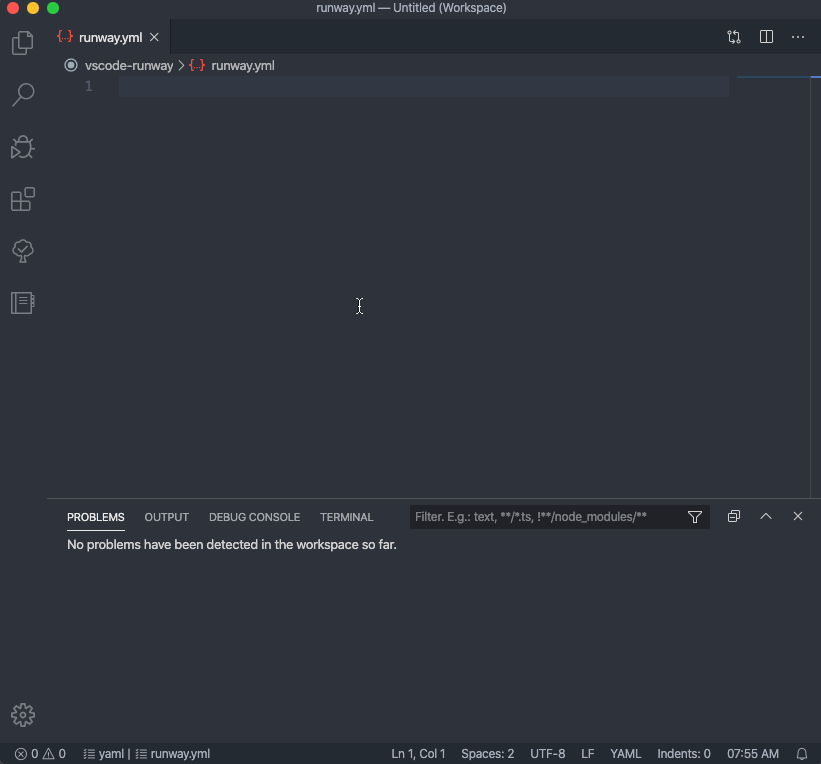 runway.yml — Untitled (Workspace)
{..} runway.yml
vscode-runway > {..} runway.yml
1
PROBLEMS OUTPUT DEBUG CONSOLE TERMINAL Filter. E.g.: text, **/*.ts, !**/node_modules/**
No problems have been detected in the workspace so far.
0 0 yaml | runway.yml Ln 1, Col 1 Spaces: 2 UTF-8 LF YAML Indents: 0 07:55 AM